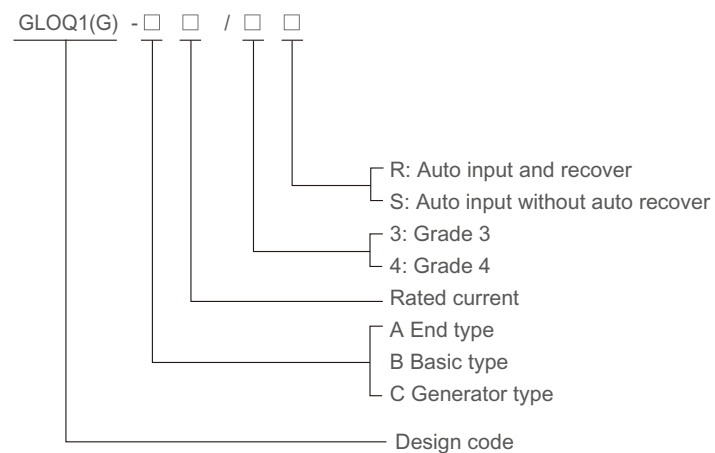 GLOQ1(G) -□ □ / □ □
R: Auto input and recover
S: Auto input without auto recover
3: Grade 3
4: Grade 4
Rated current
A End type
B Basic type
C Generator type
Design code